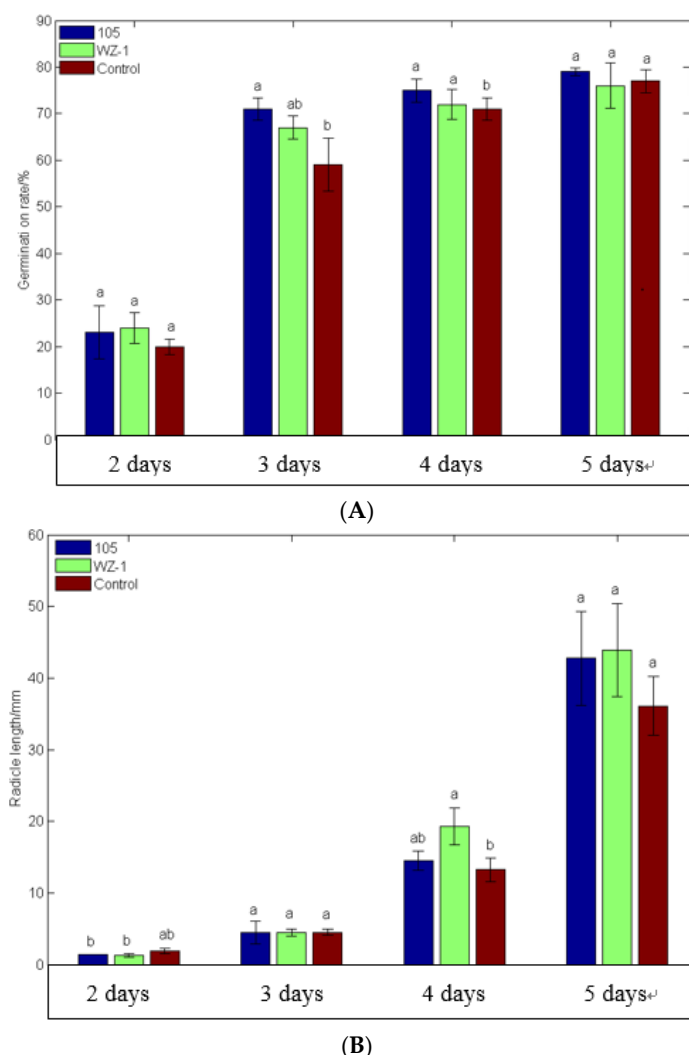 90
80
70
60
50
40
30
20
10
0
Germination rate/%
105
WZ-1
Control
a a a
a ab b
a a b
a a a
2 days 3 days 4 days 5 days↵
(A)
60
50
40
30
20
10
0
Radicle length/mm
105
WZ-1
Control
b b ab
a a a
ab a b
a a a
2 days 3 days 4 days 5 days↵
(B)